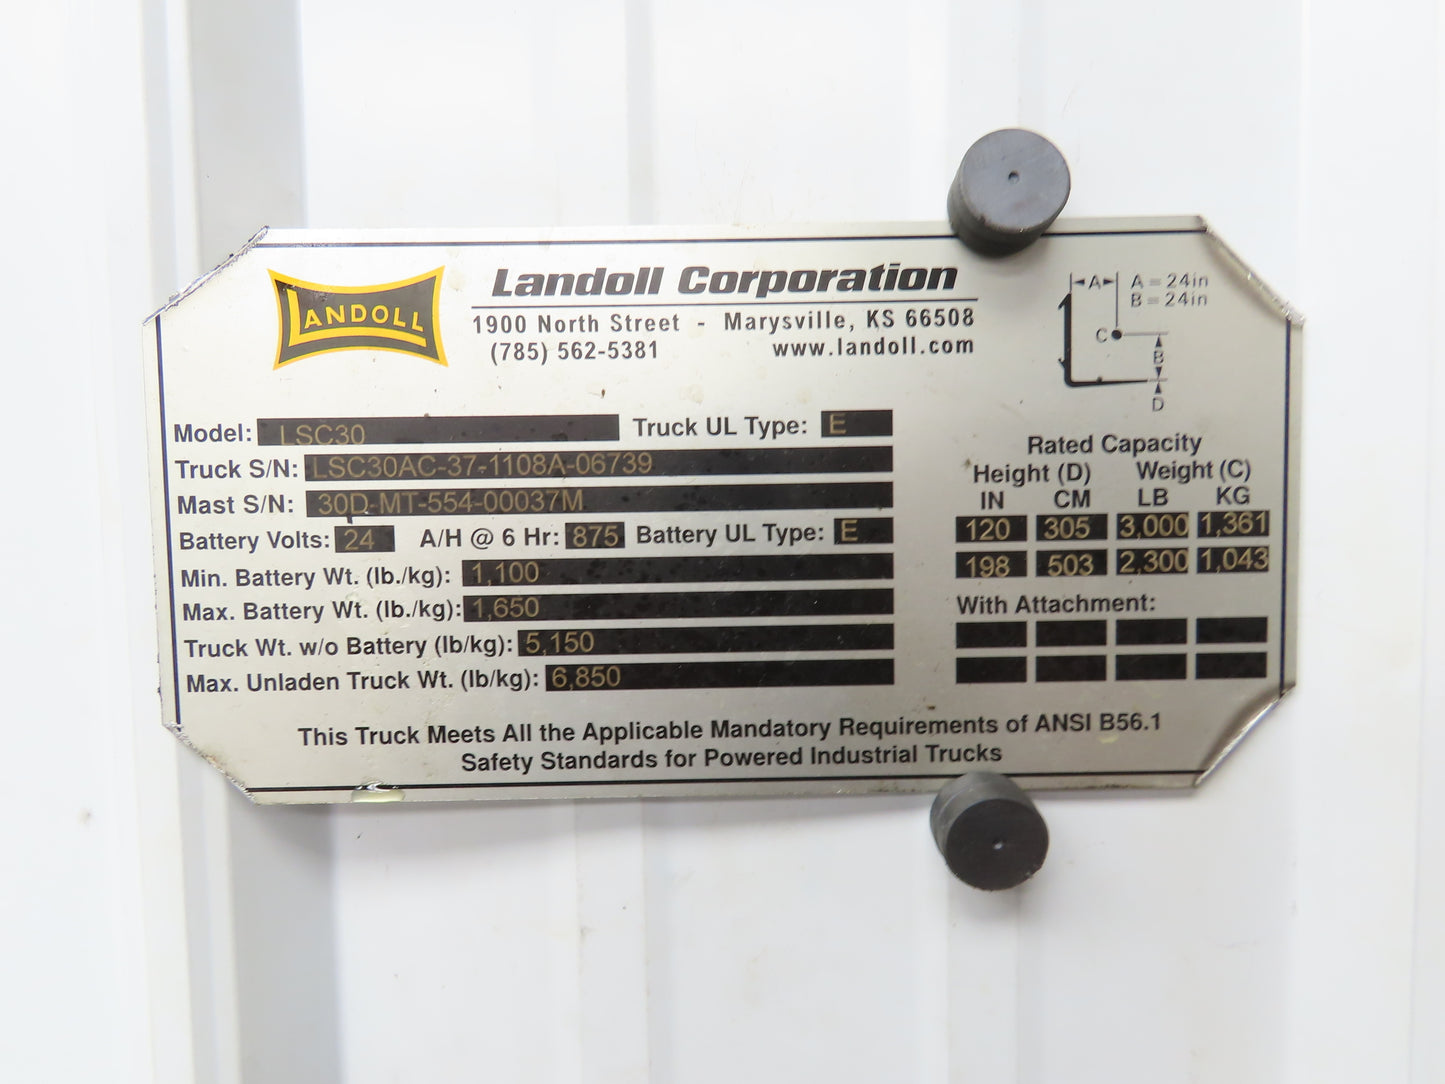 LANDOLL
Landoll Corporation
1900 North Street - Marysville, KS 66508
(785) 562-5381 www.landoll.com
A A = 24in
B = 24in
C
B
D
Model: LSC30 Truck UL Type: E
Truck S/N: LSC30AC-37-1108A-06739
Mast S/N: 30D-MT-554-00037M
Battery Volts: 24 A/H @ 6 Hr: 875 Battery UL Type: E
Min. Battery Wt. (lb./kg): 1,100
Max. Battery Wt. (lb./kg): 1,650
Truck Wt. w/o Battery (lb/kg): 5,150
Max. Unladen Truck Wt. (lb/kg): 6,850
Rated Capacity
Height (D) Weight (C)
IN CM LB KG
120 305 3,000 1,361
198 503 2,300 1,043
With Attachment:
This Truck Meets All the Applicable Mandatory Requirements of ANSI B56.1
Safety Standards for Powered Industrial Trucks